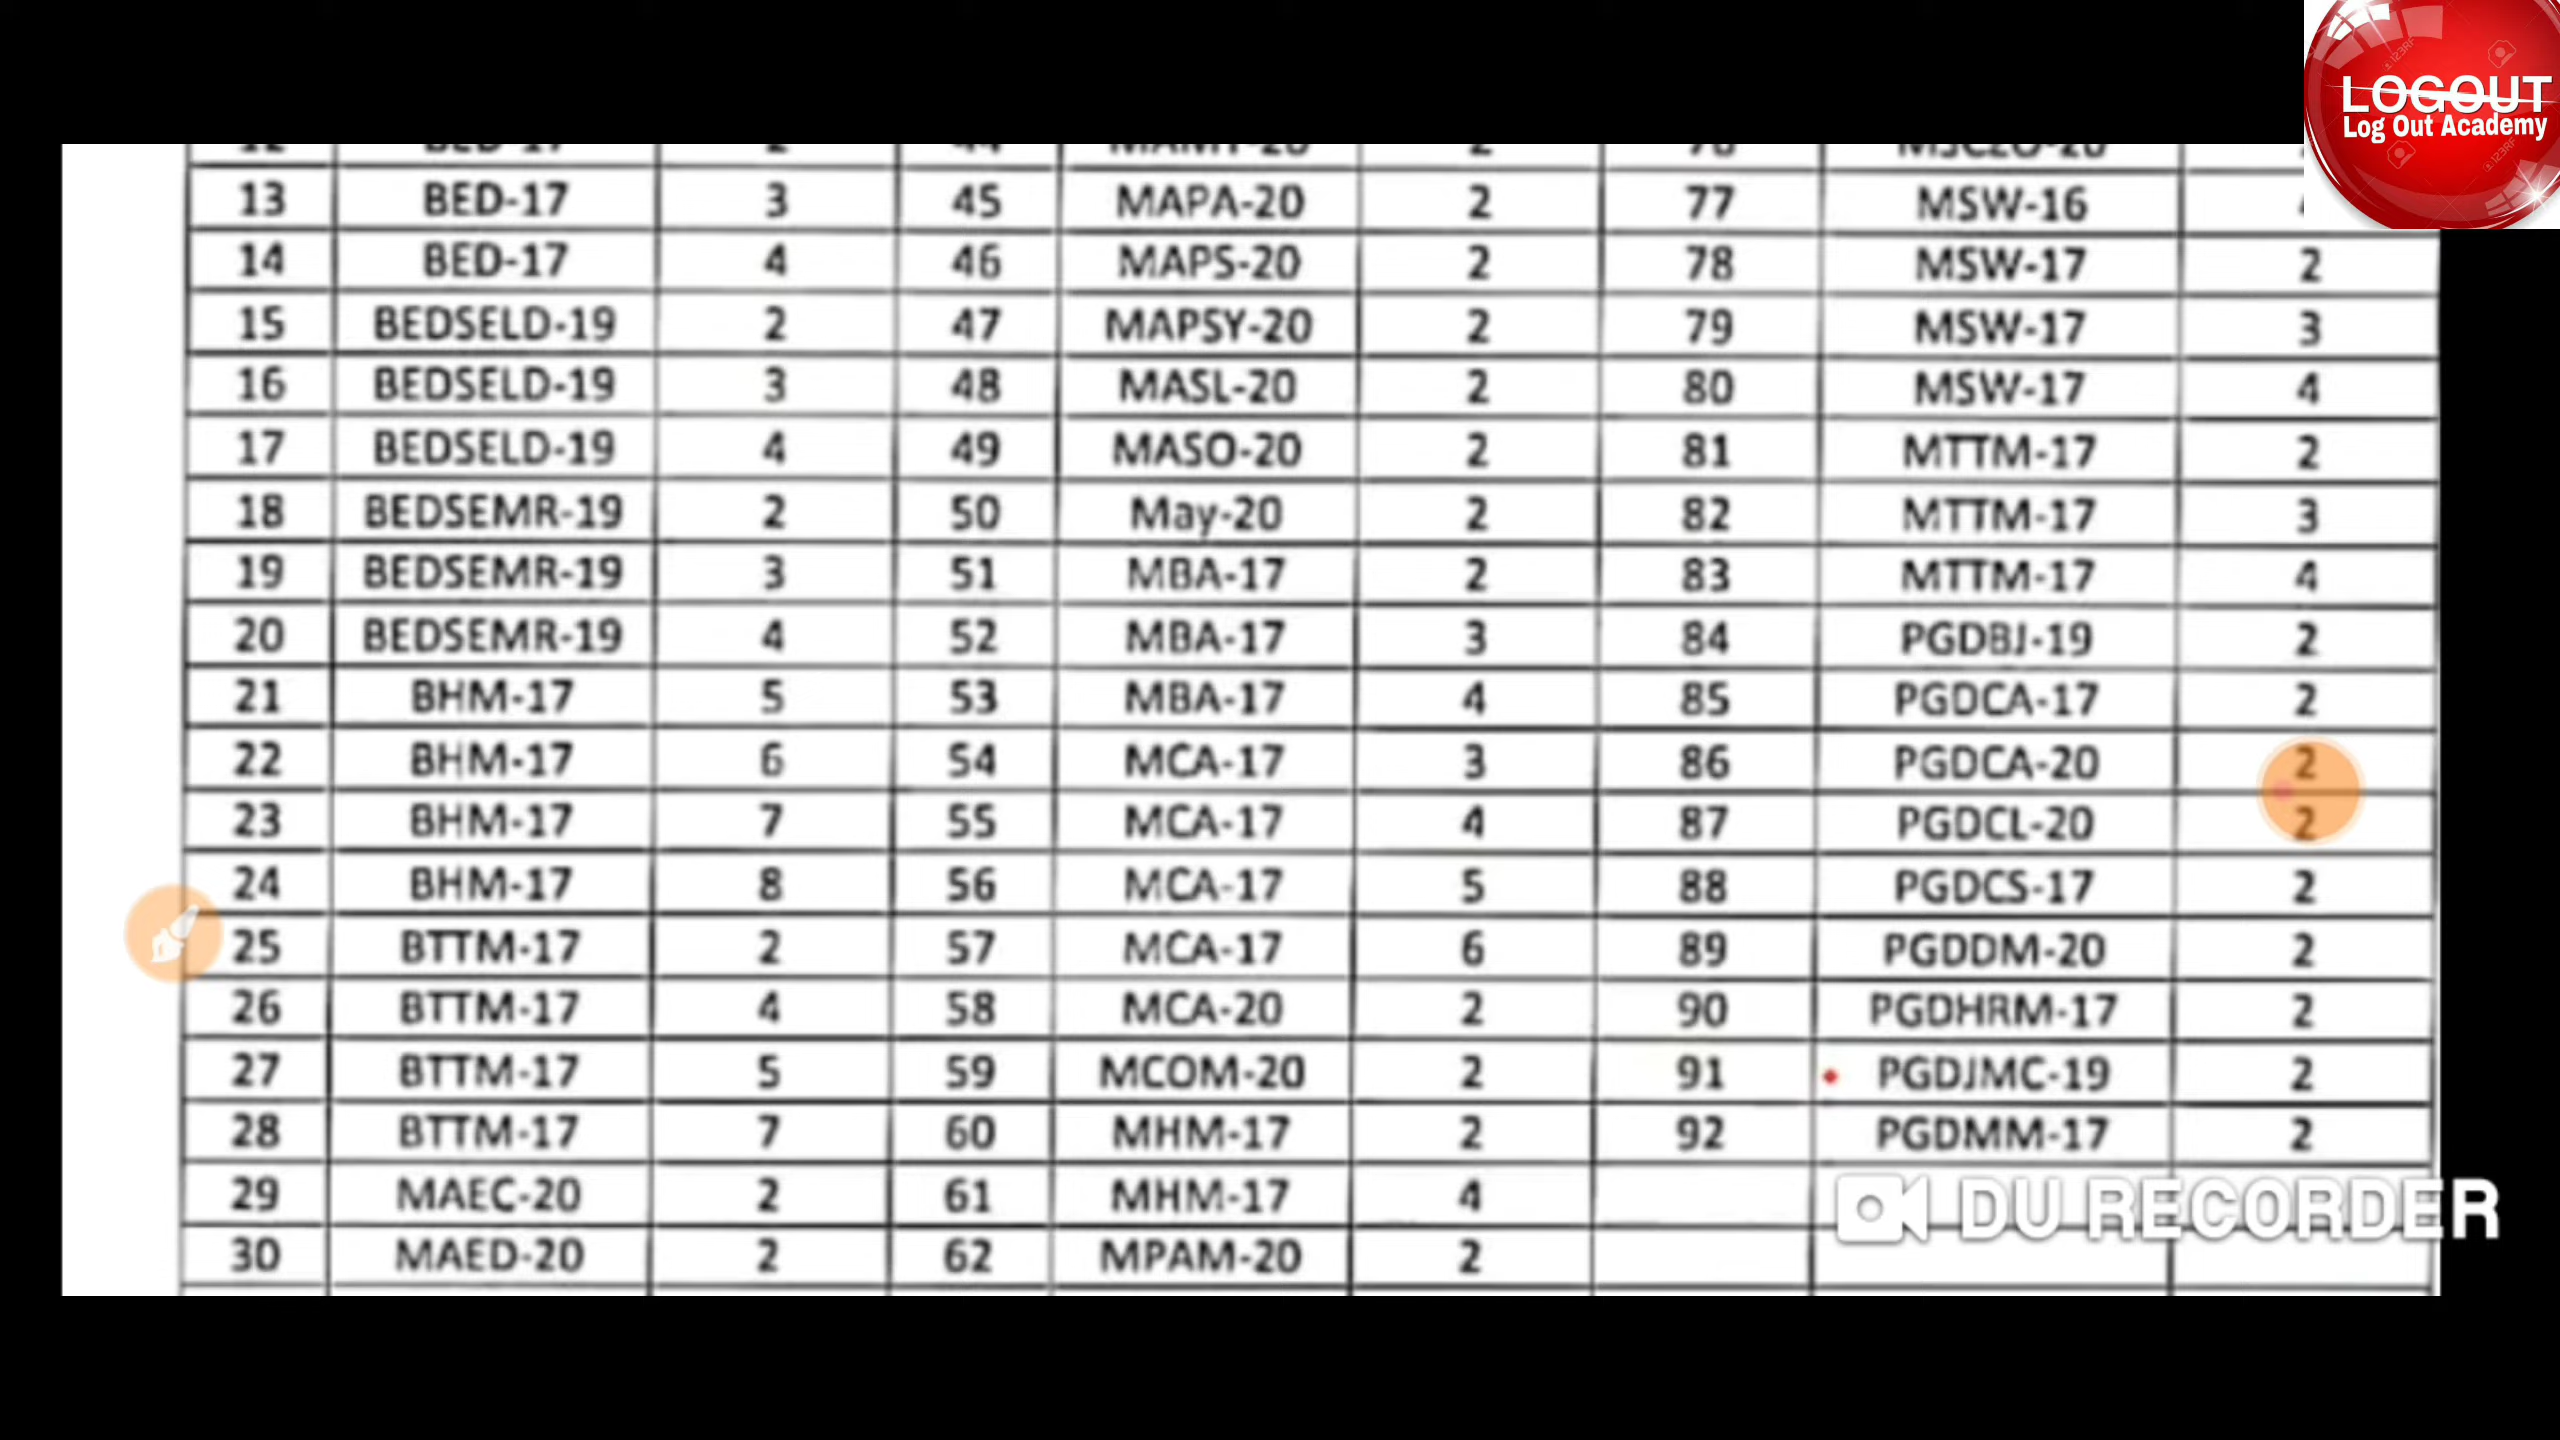 LOGOUT
Log Out Academy
13 BED-17 3 45 MAPA-20 2 77 MSW-16
14 BED-17 4 46 MAPS-20 2 78 MSW-17 2
15 BEDSELD-19 2 47 MAPSY-20 2 79 MSW-17 3
16 BEDSELD-19 3 48 MASL-20 2 80 MSW-17 4
17 BEDSELD-19 4 49 MASO-20 2 81 MTTM-17 2
18 BEDSEMR-19 2 50 May-20 2 82 MTTM-17 3
19 BEDSEMR-19 3 51 MBA-17 2 83 MTTM-17 4
20 BEDSEMR-19 4 52 MBA-17 3 84 PGDBJ-19 2
21 BHM-17 5 53 MBA-17 4 85 PGDCA-17 2
22 BHM-17 6 54 MCA-17 3 86 PGDCA-20 2
23 BHM-17 7 55 MCA-17 4 87 PGDCL-20 2
24 BHM-17 8 56 MCA-17 5 88 PGDCS-17 2
25 BTTM-17 2 57 MCA-17 6 89 PGDDM-20 2
26 BTTM-17 4 58 MCA-20 2 90 PGDHRM-17 2
27 BTTM-17 5 59 MCOM-20 2 91 PGDJMC-19 2
28 BTTM-17 7 60 MHM-17 2 92 PGDMM-17 2
29 MAEC-20 2 61 MHM-17 4
30 MAED-20 2 62 MPAM-20 2
DU RECORDER